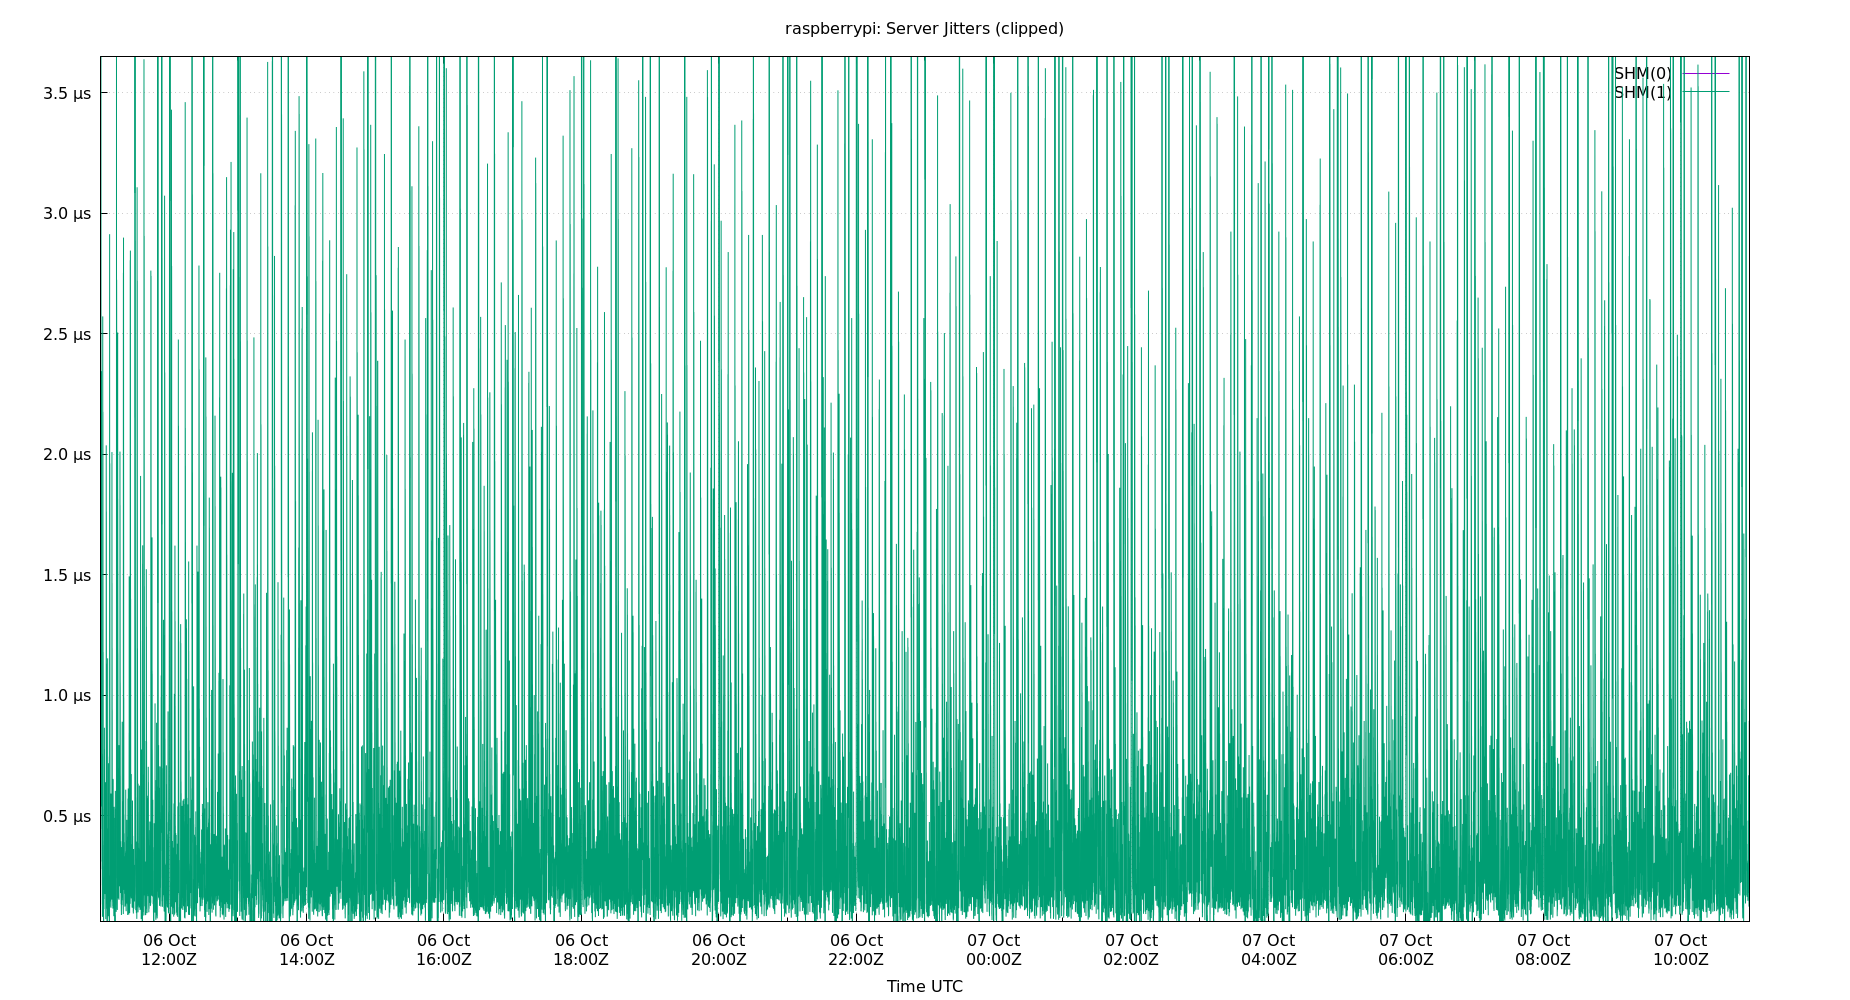 raspberrypi: Server Jitters (clipped)
SHM(0)
SHM(1)
3.5 µs
3.0 µs
2.5 µs
2.0 µs
1.5 µs
1.0 µs
0.5 µs
06 Oct 06 Oct 06 Oct 06 Oct 06 Oct 06 Oct 07 Oct 07 Oct 07 Oct 07 Oct 07 Oct 07 Oct
12:00Z 14:00Z 16:00Z 18:00Z 20:00Z 22:00Z 00:00Z 02:00Z 04:00Z 06:00Z 08:00Z 10:00Z
Time UTC